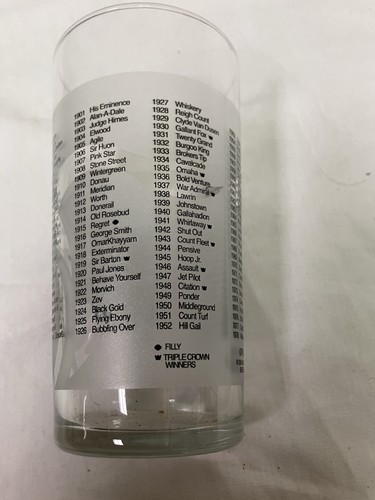 1901 His Eminence
1902 Alan-A-Dale
1903 Judge Himes
1904 Elwood
1905 Agile
1906 Sir Huon
1907 Pink Star
1908 Stone Street
1909 Wintergreen
1910 Donau
1911 Meridian
1912 Worth
1913 Donerail
1914 Old Rosebud
1915 Regret
1916 George Smith
1917 OmarKhayyam
1918 Exterminator
1919 Sir Barton
1920 Paul Jones
1921 Behave Yourself
1922 Morvich
1923 Zev
1924 Black Gold
1925 Flying Ebony
1926 Bubbling Over
1927 Whiskery
1928 Reigh Count
1929 Clyde Van Dusen
1930 Gallant Fox
1931 Twenty Grand
1932 Burgoo King
1933 Brokers Tip
1934 Cavalcade
1935 Omaha
1936 Bold Venture
1937 War Admiral
1938 Lawrin
1939 Johnstown
1940 Gallahadion
1941 Whirlaway
1942 Shut Out
1943 Count Fleet
1944 Pensive
1945 Hoop Jr.
1946 Assault
1947 Jet Pilot
1948 Citation
1949 Ponder
1950 Middleground
1951 Count Turf
1952 Hill Gail
FILLY
TRIPLE CROWN
WINNERS